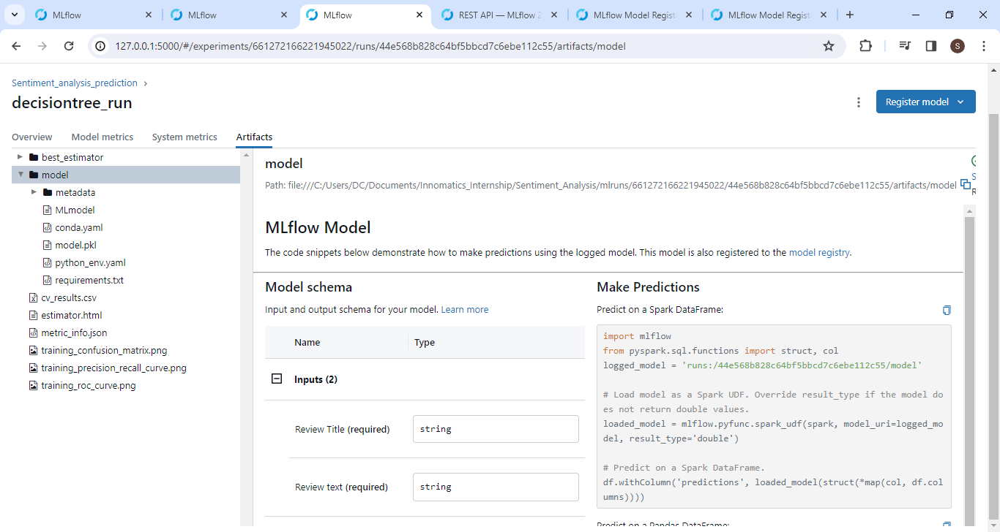 MLflow
MLflow
MLflow
REST API — MLflow 2
MLflow Model Regist
MLflow Model Regist
127.0.0.1:5000/#/experiments/661272166221945022/runs/44e568b828c64bf5bbcd7c6ebe112c55/artifacts/model
S
Sentiment_analysis_prediction
decisiontree_run
Register model
Overview
Model metrics
System metrics
Artifacts
best_estimator
model
metadata
MLmodel
conda.yaml
model.pkl
python_env.yaml
requirements.txt
cv_results.csv
estimator.html
metric_info.json
training_confusion_matrix.png
training_precision_recall_curve.png
training_roc_curve.png
model
Path: file:///C:/Users/DC/Documents/Innomatics_Internship/Sentiment_Analysis/mlruns/661272166221945022/44e568b828c64bf5bbcd7c6ebe112c55/artifacts/model
MLflow Model
The code snippets below demonstrate how to make predictions using the logged model. This model is also registered to the model registry.
Model schema
Input and output schema for your model. Learn more
Name
Type
Inputs (2)
Review Title (required)
string
Review text (required)
string
Make Predictions
Predict on a Spark DataFrame:
import mlflow
from pyspark.sql.functions import struct, col
logged_model = 'runs:/44e568b828c64bf5bbcd7c6ebe112c55/model'
# Load model as a Spark UDF. Override result_type if the model do
es not return double values.
loaded_model = mlflow.pyfunc.spark_udf(spark, model_uri=logged_mo
del, result_type='double')
# Predict on a Spark DataFrame.
df.withColumn('predictions', loaded_model(struct(*map(col, df.col
umns))))
Predict on a Pandas DataFrame: